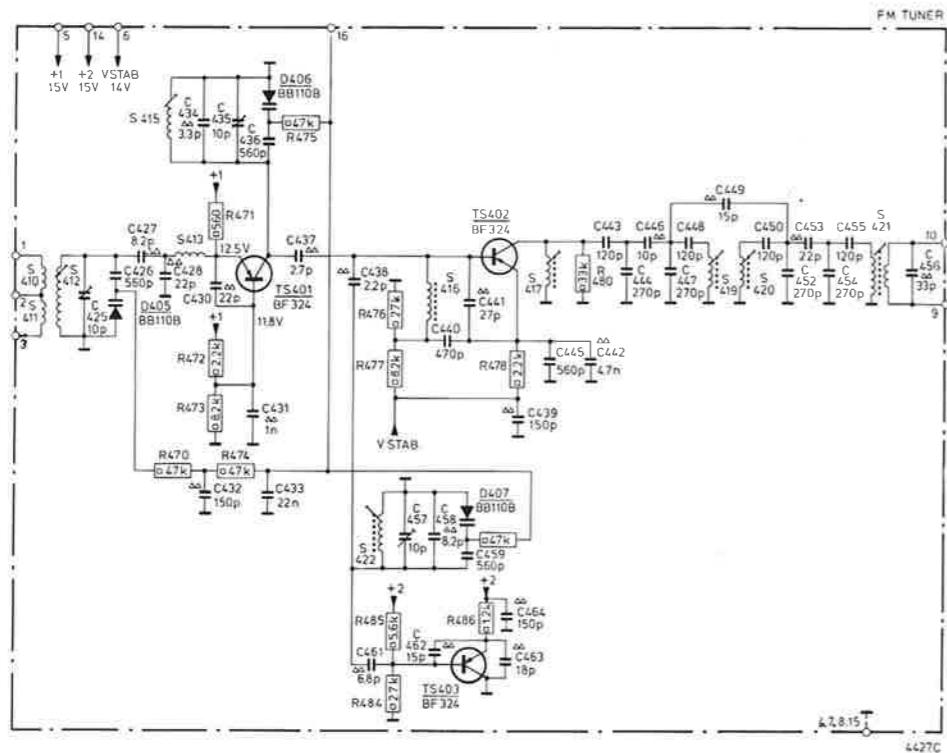 FM TUNER
5 14 6 16
+1 15V
+2 15V
VSTAB 14V
S 415
C 434 3.3p
C 435 10p
C 436 560p
D406 BB110B
47k R475
+1
560 R471
1
2
3
S 410
S 411
S 412
C 425 10p
C426 560p
D405 BB110B
C427 8.2p
C428 22p
S413
C430 22p
12.5V
TS401 BF 324
11.8V
C437 2.7p
+1
R472 2.2k
R473 8.2k
C431 1n
R470 47k
R474 47k
C432 150p
C433 22n
C438 2.2p
R476 27k
R477 82k
S 416
C440 470p
C441 27p
TS402 BF 324
R478 2.2k
V STAB
C439 150p
C445 560p
C442 4.7n
S 417
R 480 33k
C443 120p
C 444 270p
C446 10p
C 447 270p
C448 120p
C449 15p
S 419
S 420
C450 120p
C 452 270p
C453 22p
C 454 270p
C455 120p
S 421
C 456 33p
10
9
S 422
C 457 10p
C 458 8.2p
D407 BB110B
47k
C459 560p
+2
R485 5.6k
C461 6.8p
R484 27k
C 462 15p
TS403 BF 324
+2
R486 1.2k
C464 150p
C463 18p
4.7,8.15
4427C